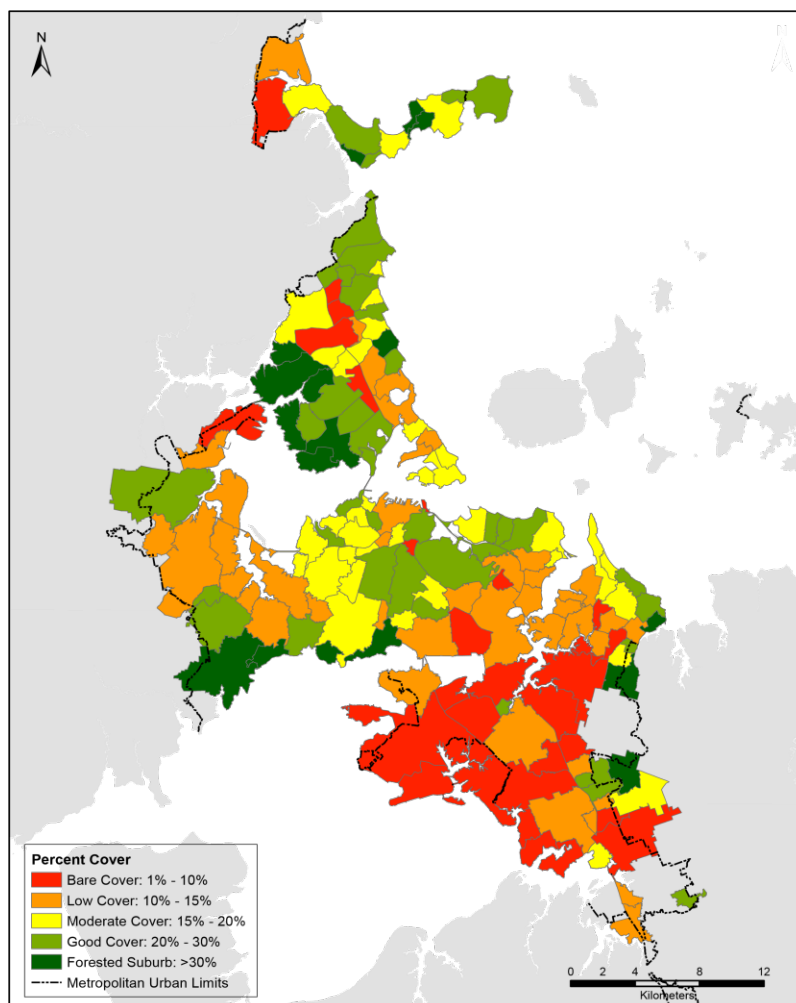 N
N
Percent Cover
Bare Cover: 1% - 10%
Low Cover: 10% - 15%
Moderate Cover: 15% - 20%
Good Cover: 20% - 30%
Forested Suburb: >30%
Metropolitan Urban Limits
0 2 4 8 12
Kilometers